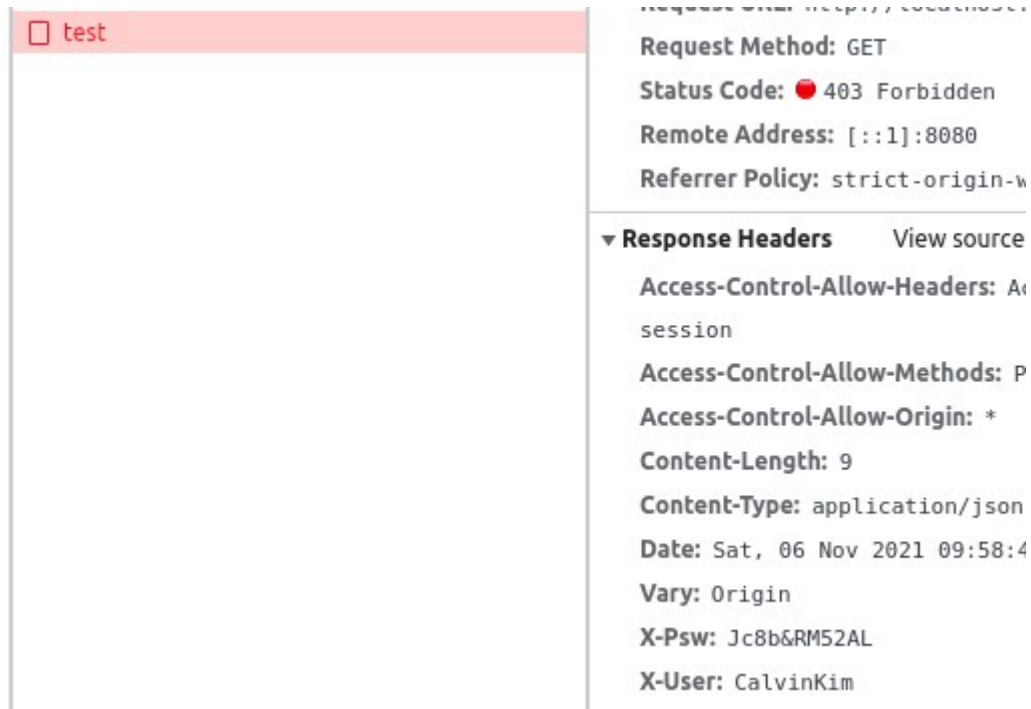 test
Request Method: GET
Status Code: 403 Forbidden
Remote Address: [::1]:8080
Referrer Policy: strict-origin-w
Response Headers View source
Access-Control-Allow-Headers: Ac
session
Access-Control-Allow-Methods: P
Access-Control-Allow-Origin: *
Content-Length: 9
Content-Type: application/json
Date: Sat, 06 Nov 2021 09:58:4
Vary: Origin
X-Psw: Jc8b&RM52AL
X-User: CalvinKim